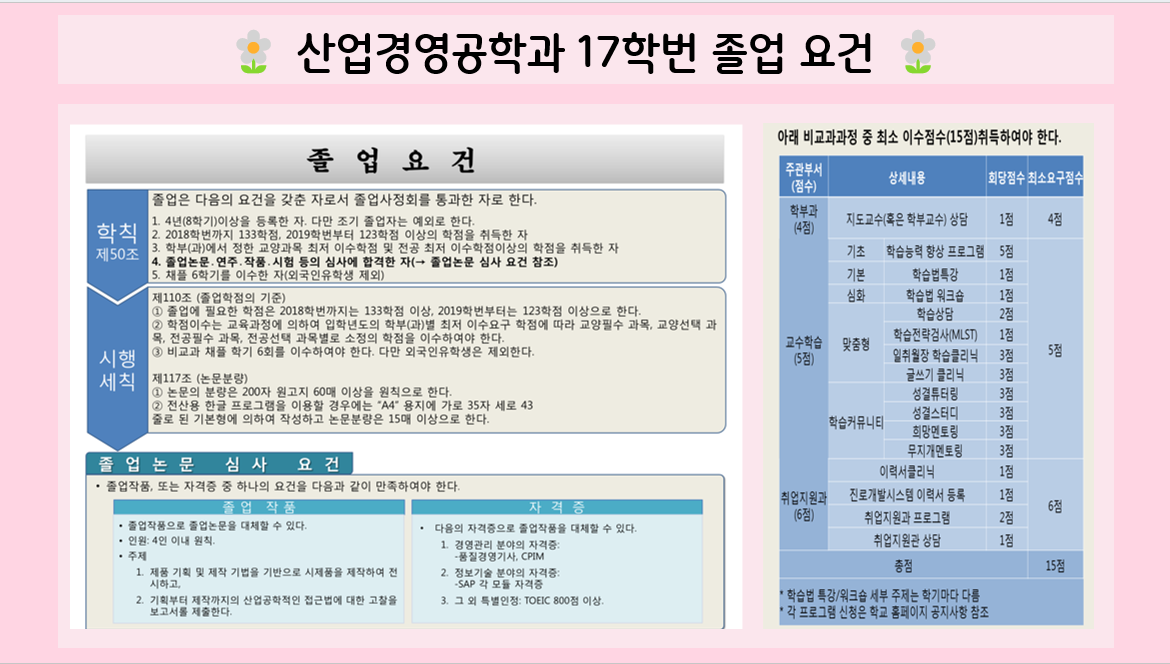 산업경영공학과 17학번 졸업 요건
졸 업 요 건
학칙
제50조
졸업은 다음의 요건을 갖춘 자로서 졸업사정회를 통과한 자로 한다.
1. 4년(8학기)이상을 등록한 자. 다만 조기 졸업자는 예외로 한다.
2. 2018학번까지 133학점, 2019학번부터 123학점 이상의 학점을 취득한 자
3. 학부(과)에서 정한 교양과목 최저 이수학점 및 전공 최저 이수학점이상의 학점을 취득한 자
4. 졸업논문.연주.작품.시험 등의 심사에 합격한 자(→ 졸업논문 심사 요건 참조)
5. 채플 6학기를 이수한 자(외국인유학생 제외)
시행
세칙
제110조 (졸업학점의 기준)
① 졸업에 필요한 학점은 2018학번까지는 133학점 이상, 2019학번부터는 123학점 이상으로 한다.
② 학점이수는 교육과정에 의하여 입학년도의 학부(과)별 최저 이수요구 학점에 따라 교양필수 과목, 교양선택 과
목, 전공필수 과목, 전공선택 과목별로 소정의 학점을 이수하여야 한다.
③ 비교과 채플 학기 6회를 이수하여야 한다. 다만 외국인유학생은 제외한다.
제117조 (논문분량)
① 논문의 분량은 200자 원고지 60매 이상을 원칙으로 한다.
② 전산용 한글 프로그램을 이용할 경우에는 "A4" 용지에 가로 35자 세로 43
줄로 된 기본형에 의하여 작성하고 논문분량은 15매 이상으로 한다.
졸 업 논 문 심 사 요 건
• 졸업작품, 또는 자격증 중 하나의 요건을 다음과 같이 만족하여야 한다.
졸 업 작 품
• 졸업작품으로 졸업논문을 대체할 수 있다.
• 인원: 4인 이내 원칙.
• 주제
1. 제품 기획 및 제작 기법을 기반으로 시제품을 제작하여 전
시하고,
2. 기획부터 제작까지의 산업공학적인 접근법에 대한 고찰을
보고서를 제출한다.
자 격 증
• 다음의 자격증으로 졸업작품을 대체할 수 있다.
1. 경영관리 분야의 자격증:
-품질경영기사, CPIM
2. 정보기술 분야의 자격증:
-SAP 각 모듈 자격증
3. 그 외 특별인정: TOEIC 800점 이상.
아래 비교과과정 중 최소 이수점수(15점)취득하여야 한다.
주관부서
(점수) 상세내용 회당점수 최소요구점수
학부과
(4점) 지도교수(혹은 학부교수) 상담 1점 4점
교수학습
(5점) 기초 학습능력 향상 프로그램 5점 5점
기본 학습법특강 1점
심화 학습법 워크숍 1점
맞춤형 학습상담 2점
학습전략검사(MLST) 1점
일취월장 학습클리닉 3점
글쓰기 클리닉 3점
학습커뮤니티 성결튜터링 3점
성결스터디 3점
희망멘토링 3점
무지개멘토링 3점
취업지원과
(6점) 이력서클리닉 1점 6점
진로개발시스템 이력서 등록 1점
취업지원과 프로그램 2점
취업지원관 상담 1점
총점 15점
* 학습법 특강/워크숍 세부 주제는 학기마다 다름
* 각 프로그램 신청은 학교 홈페이지 공지사항 참조